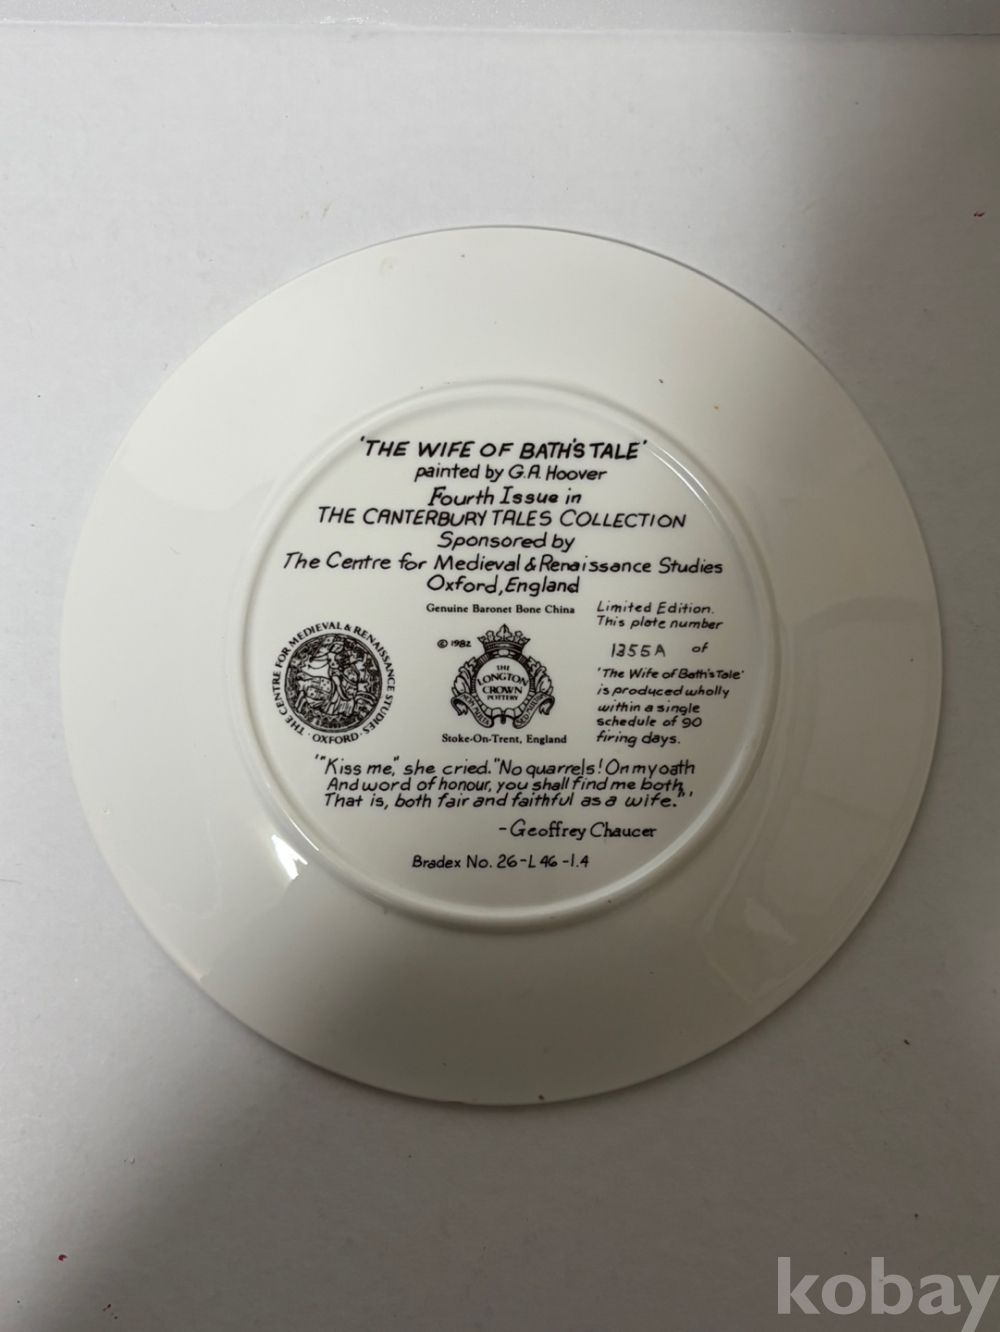 'THE WIFE OF BATH'S TALE'
painted by G.A. Hoover
Fourth Issue in
THE CANTERBURY TALES COLLECTION
Sponsored by
The Centre for Medieval & Renaissance Studies
Oxford, England
Genuine Baronet Bone China
© 1982
THE
LONGTON
CROWN
POTTERY
Stoke-On-Trent, England
THE CENTRE FOR MEDIEVAL & RENAISSANCE STUDIES · OXFORD ·
Limited Edition.
This plate number
1355A of
'The Wife of Bath's Tale'
is produced wholly
within a single
schedule of 90
firing days.
'"Kiss me," she cried. "No quarrels! On my oath
And word of honour, you shall find me both,
That is, both fair and faithful as a wife."'
-Geoffrey Chaucer
Bradex No. 26-L46-1.4
kobay